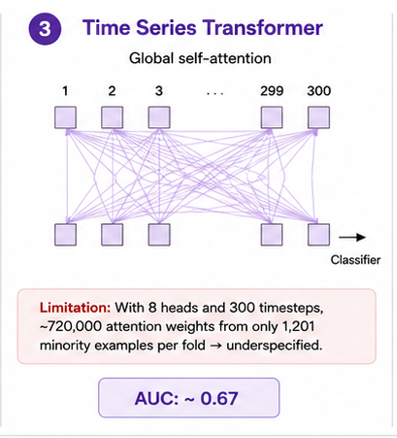 3 Time Series Transformer
Global self-attention
1 2 3 ... 299 300
Classifier
Limitation: With 8 heads and 300 timesteps,
~720,000 attention weights from only 1,201
minority examples per fold → underspecified.
AUC: ~ 0.67